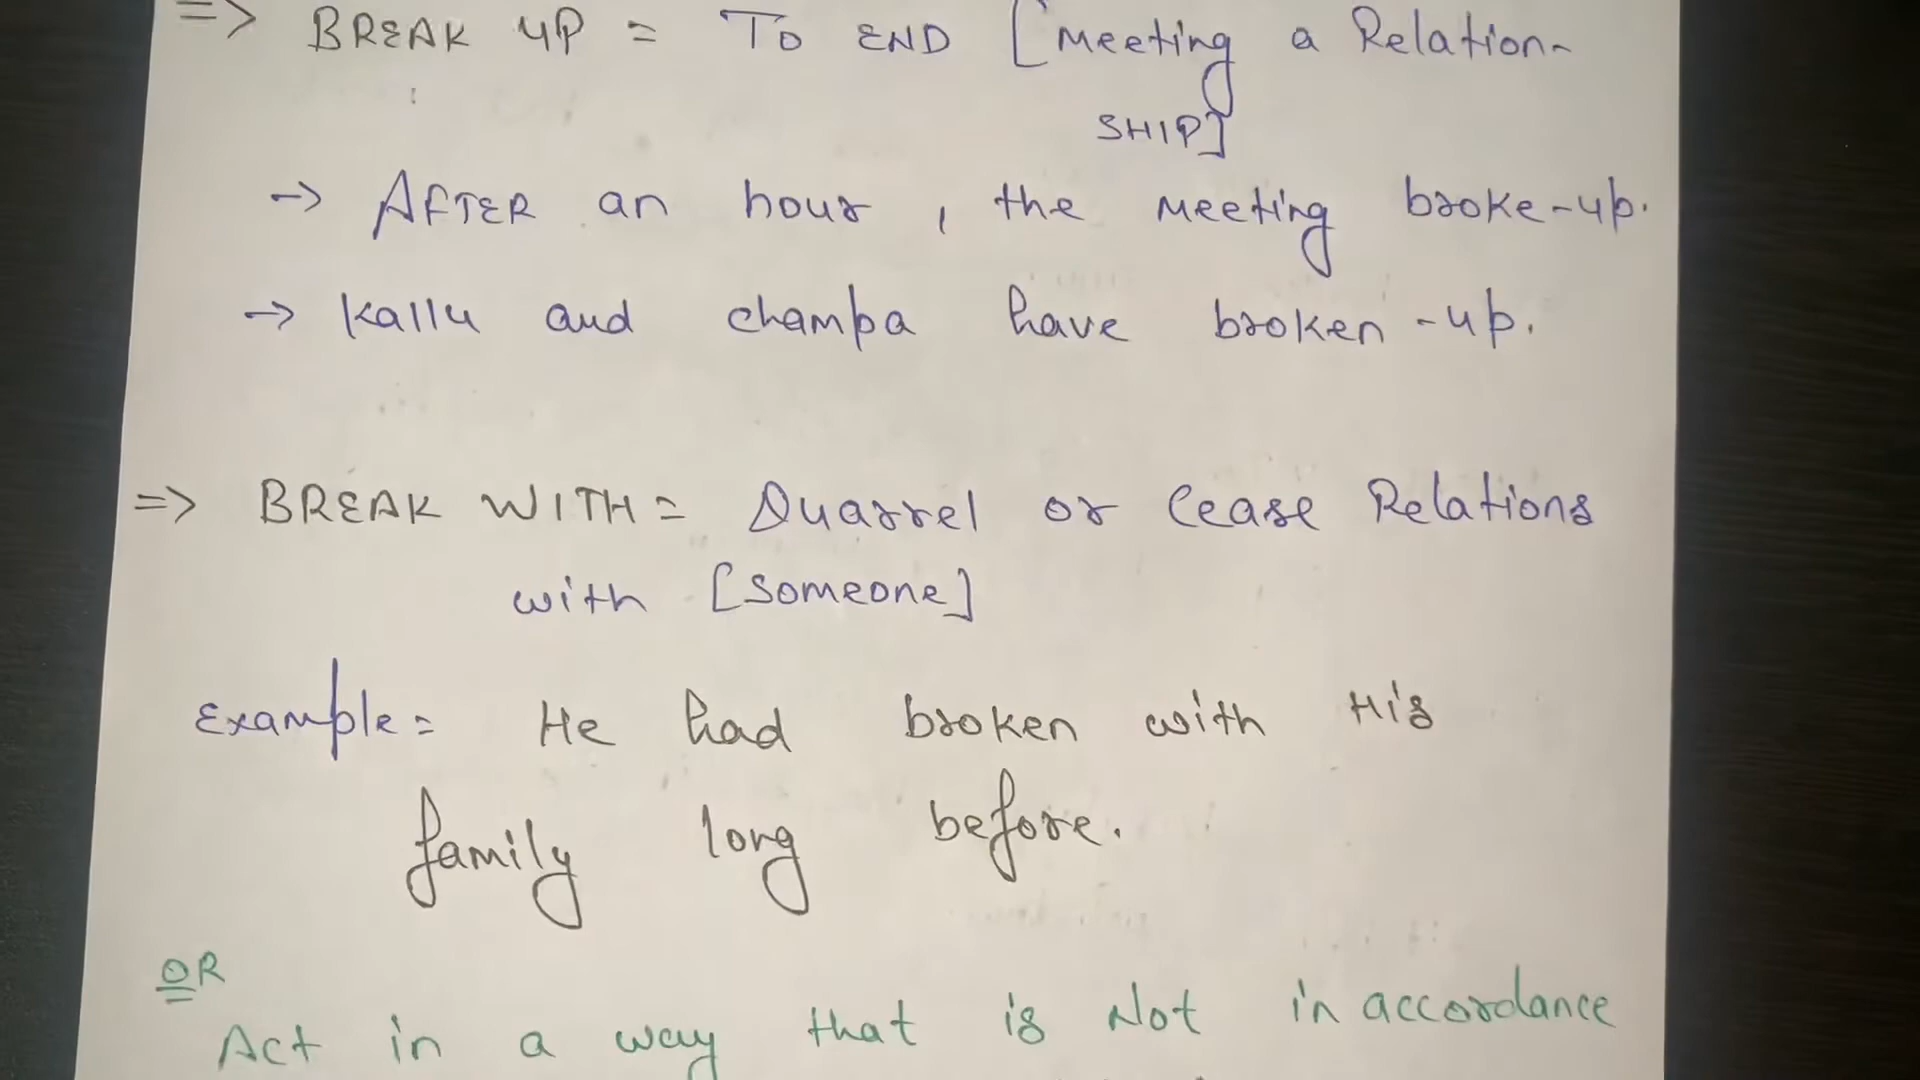 => BREAK UP = TO END [Meeting a Relation-
SHIP]
→ AFTER an hour, the Meeting broke-up.
→ Kallu and champa have broken-up.
=> BREAK WITH = Quarrel or Cease Relations
with [Someone]
Example = He had broken with His
family long before.
OR
Act in a way that is Not in accordance